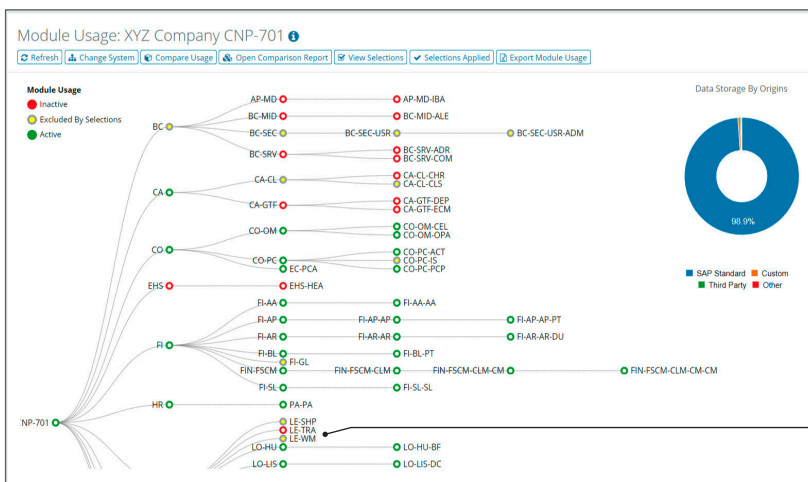 Module Usage: XYZ Company CNP-701
Refresh Change System Compare Usage Open Comparison Report View Selections Selections Applied Export Module Usage
Module Usage
Inactive
Excluded By Selections
Active
Data Storage By Origins
98.9%
SAP Standard Custom
Third Party Other
NP-701
BC
AP-MD AP-MD-IBA
BC-MID BC-MID-ALE
BC-SEC BC-SEC-USR BC-SEC-USR-ADM
BC-SRV BC-SRV-ADR
BC-SRV-COM
CA
CA-CL CA-CL-CHR
CA-CL-CLS
CA-GTF CA-GTF-DEP
CA-GTF-ECM
CO
CO-OM CO-OM-CEL
CO-OM-OPA
CO-PC CO-PC-ACT
CO-PC-IS
EC-PCA CO-PC-PCP
EHS EHS-HEA
FI
FI-AA FI-AA-AA
FI-AP FI-AP-AP FI-AP-AP-PT
FI-AR FI-AR-AR FI-AR-AR-DU
FI-BL FI-BL-PT
FI-GL
FIN-FSCM FIN-FSCM-CLM FIN-FSCM-CLM-CM FIN-FSCM-CLM-CM-CM
FI-SL FI-SL-SL
HR PA-PA
LE-SHP
LE-TRA
LE-WM
LO-HU LO-HU-BF
LO-LIS LO-LIS-DC